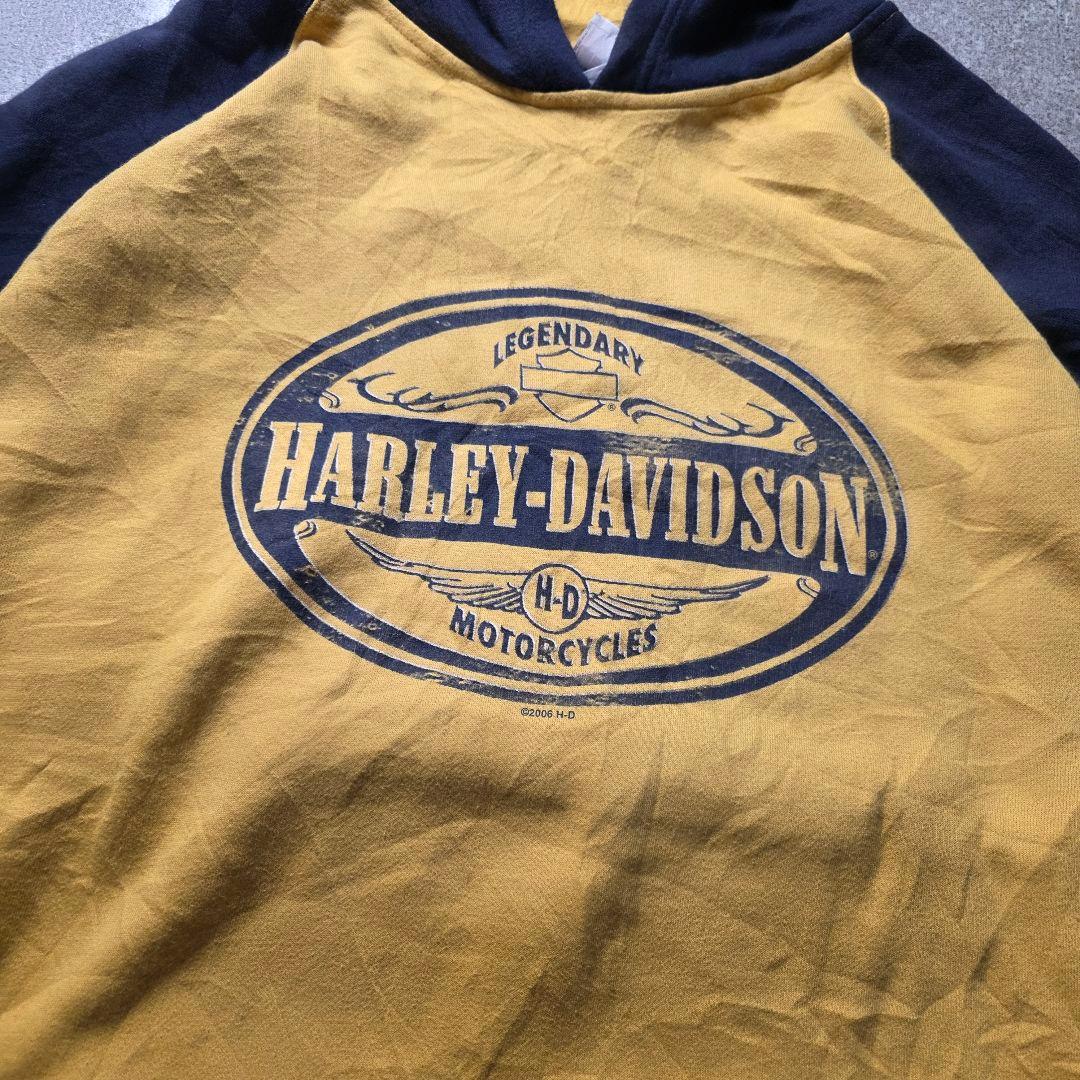 LEGENDARY
®
HARLEY-DAVIDSON®
H-D
MOTORCYCLES
©2006 H-D